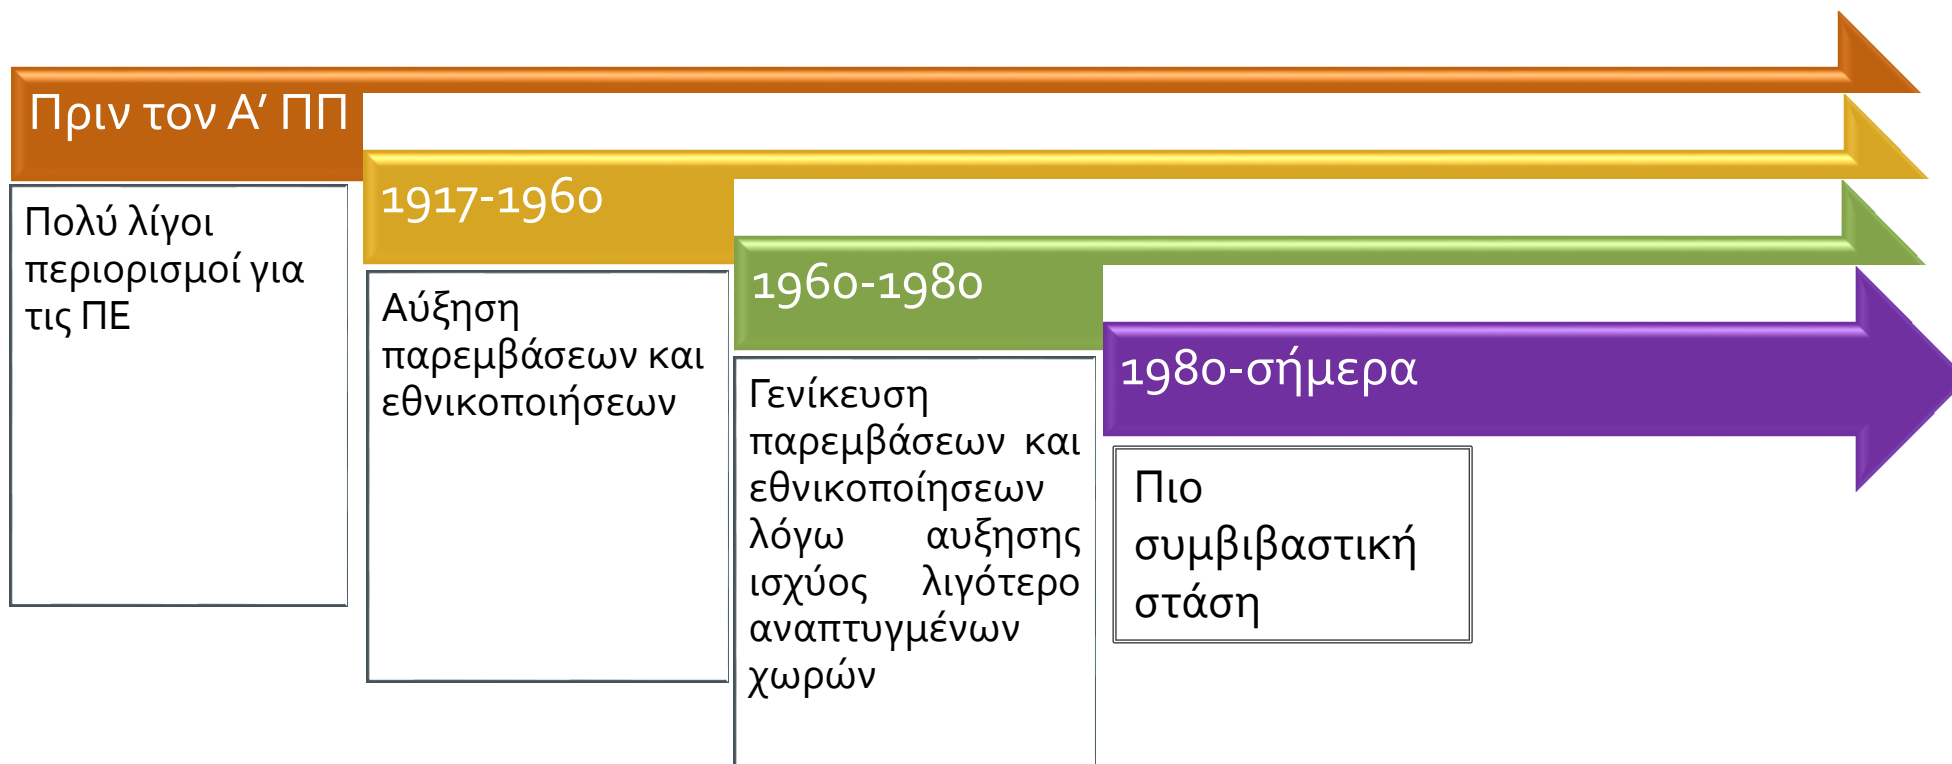 Πριν τον Α’ ΠΠ
Πολύ λίγοι
περιορισμοί για
τις ΠΕ
1917-1960
Αύξηση
παρεμβάσεων και
εθνικοποιήσεων
1960-1980
Γενίκευση
παρεμβάσεων και
εθνικοποίησεων
λόγω αυξησης
ισχύος λιγότερο
αναπτυγμένων
χωρών
1980-σήμερα
Πιο
συμβιβαστική
στάση